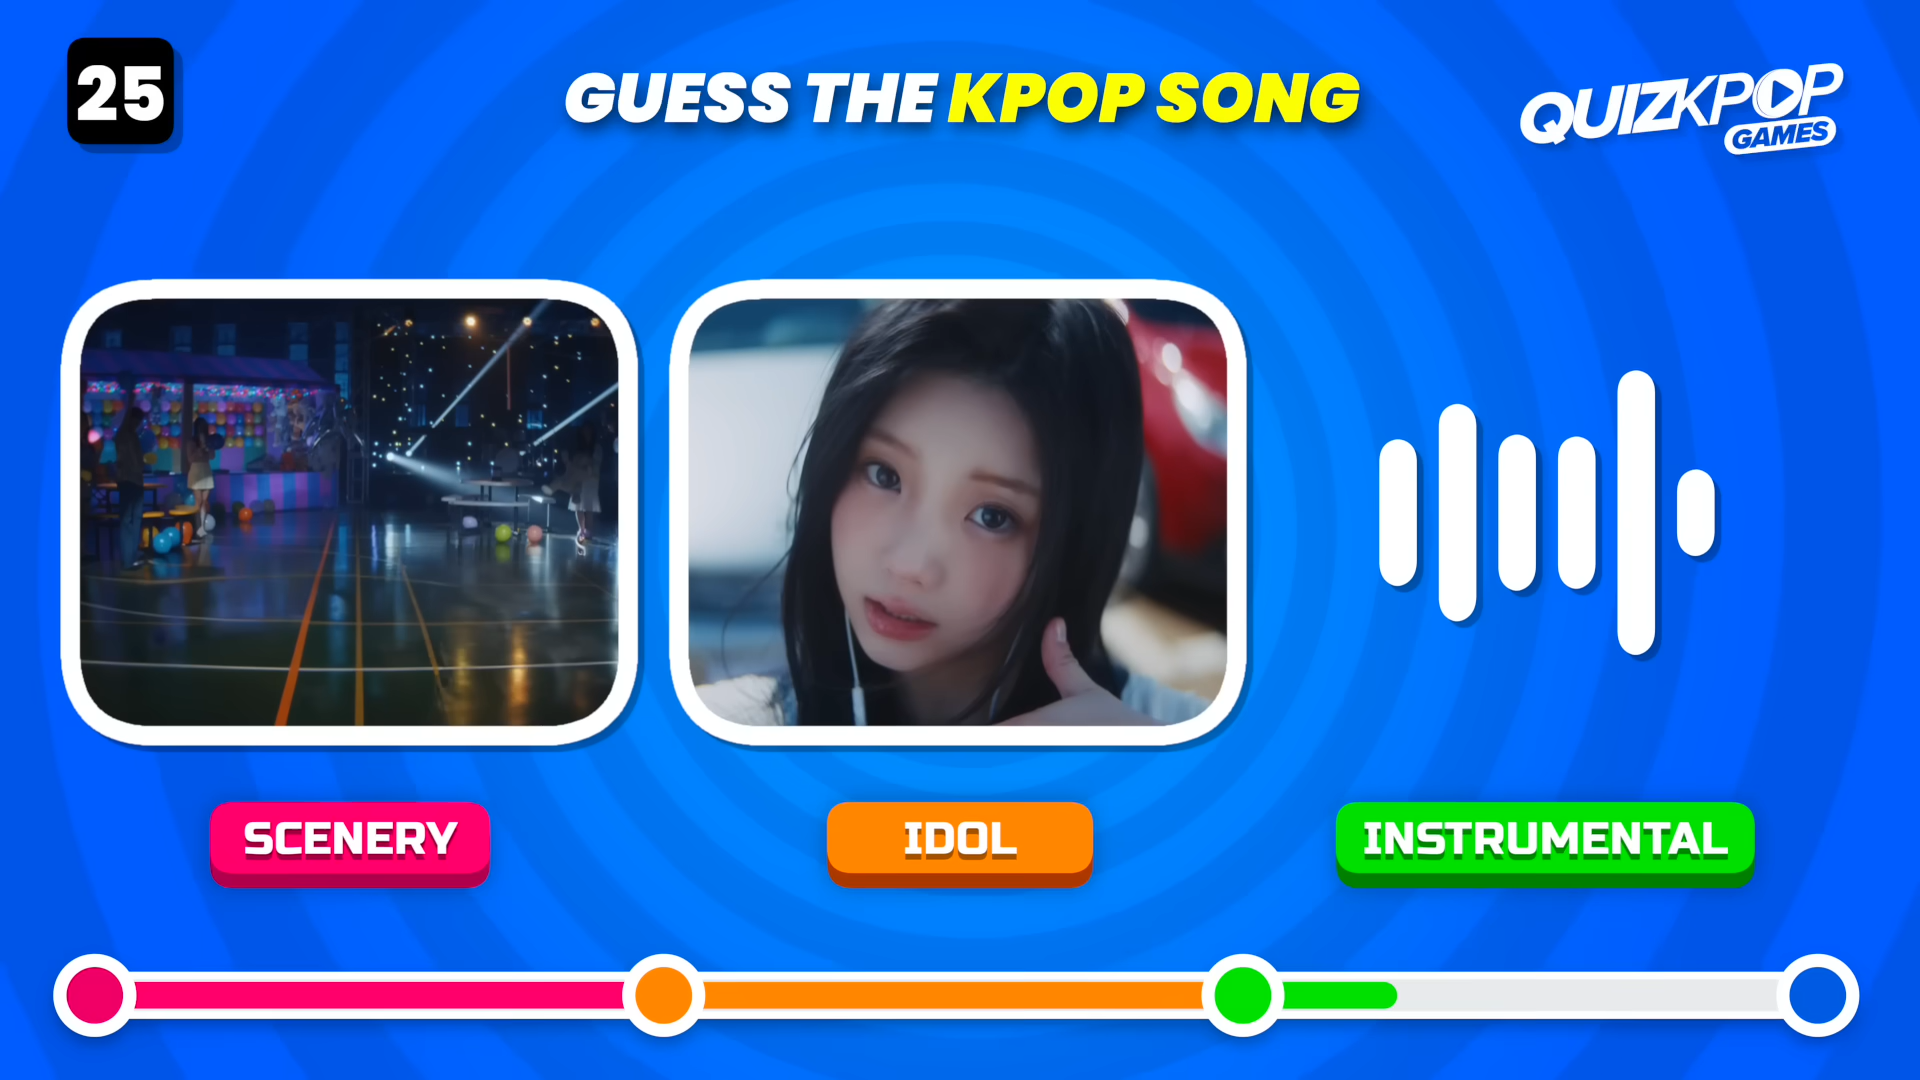 25
GUESS THE KPOP SONG
QUIZKPOP
GAMES
SCENERY
IDOL
INSTRUMENTAL